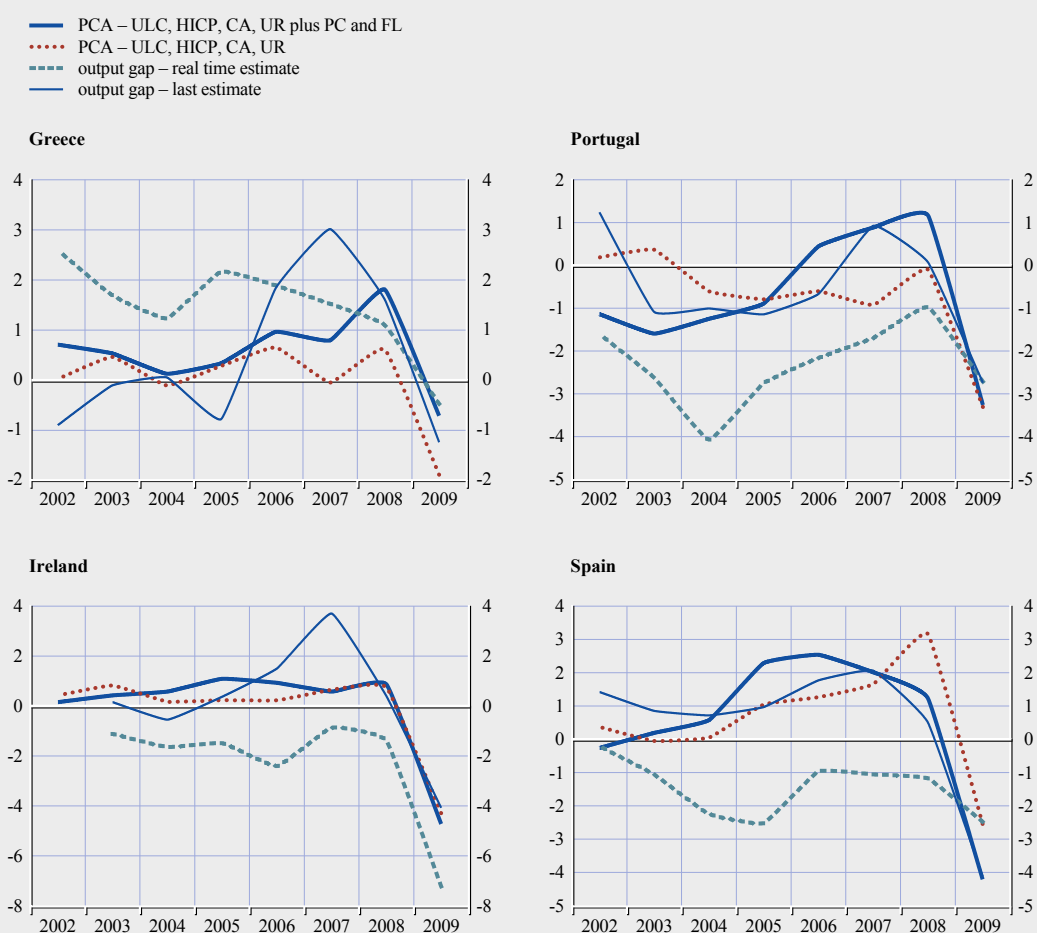 PCA – ULC, HICP, CA, UR plus PC and FL
PCA – ULC, HICP, CA, UR
output gap – real time estimate
output gap – last estimate
Greece
4 4
3 3
2 2
1 1
0 0
-1 -1
-2 -2
2002 2003 2004 2005 2006 2007 2008 2009
Portugal
2 2
1 1
0 0
-1 -1
-2 -2
-3 -3
-4 -4
-5 -5
2002 2003 2004 2005 2006 2007 2008 2009
Ireland
4 4
2 2
0 0
-2 -2
-4 -4
-6 -6
-8 -8
2002 2003 2004 2005 2006 2007 2008 2009
Spain
4 4
3 3
2 2
1 1
0 0
-1 -1
-2 -2
-3 -3
-4 -4
-5 -5
2002 2003 2004 2005 2006 2007 2008 2009